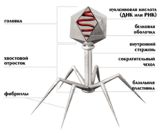 нуклеиновая кислота
(ДНК или РНК)
головка
белковая
оболочка
внутренний
стержень
хвостовой
отросток
сократительный
чехол
базальная
пластинка
фибриллы